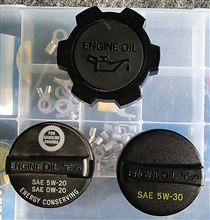 ENGINE OIL
FOR
GASOLINE
ENGINES
ENGINE OIL
SAE 5W-20
SAE 0W-20
ENERGY CONSERVING
ENGINE OIL
SAE 5W-30